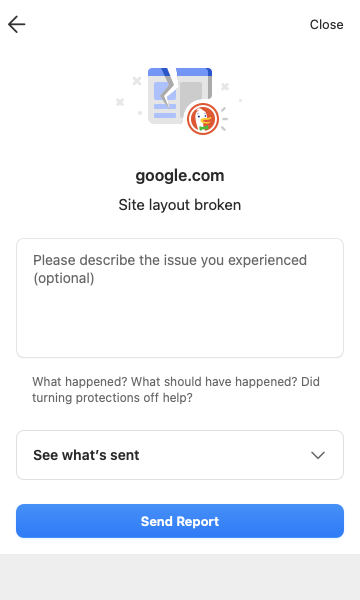 Close
google.com
Site layout broken
Please describe the issue you experienced
(optional)
What happened? What should have happened? Did
turning protections off help?
See what's sent
Send Report